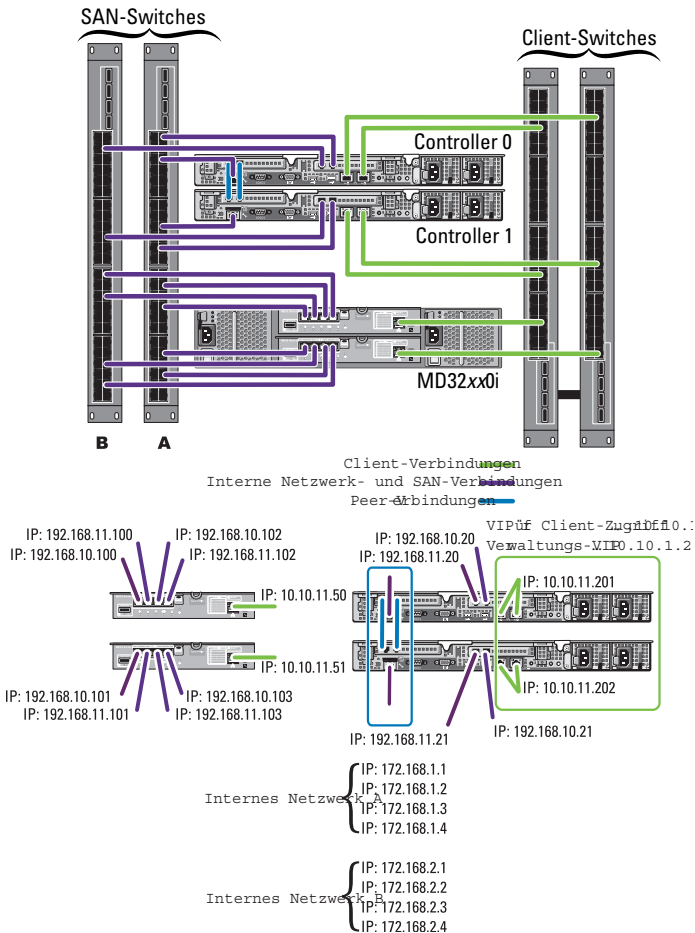 SAN-Switches
Client-Switches
Controller 0
Controller 1
MD32xx0i
B
A
Client-Verbindungen
Interne Netzwerk- und SAN-Verbindungen
IP: 192.168.11.100
IP: 192.168.10.102
IP: 192.168.10.100
IP: 192.168.11.102
IP: 10.10.11.50
IP: 10.10.11.51
IP: 192.168.10.101
IP: 192.168.10.103
IP: 192.168.11.101
IP: 192.168.11.103
IP: 192.168.10.20
IP: 192.168.11.20
IP: 10.10.11.201
IP: 10.10.11.202
IP: 192.168.11.21
IP: 192.168.10.21
Internes Netzwerk A
IP: 172.168.1.1
IP: 172.168.1.2
IP: 172.168.1.3
IP: 172.168.1.4
Internes Netzwerk B
IP: 172.168.2.1
IP: 172.168.2.2
IP: 172.168.2.3
IP: 172.168.2.4